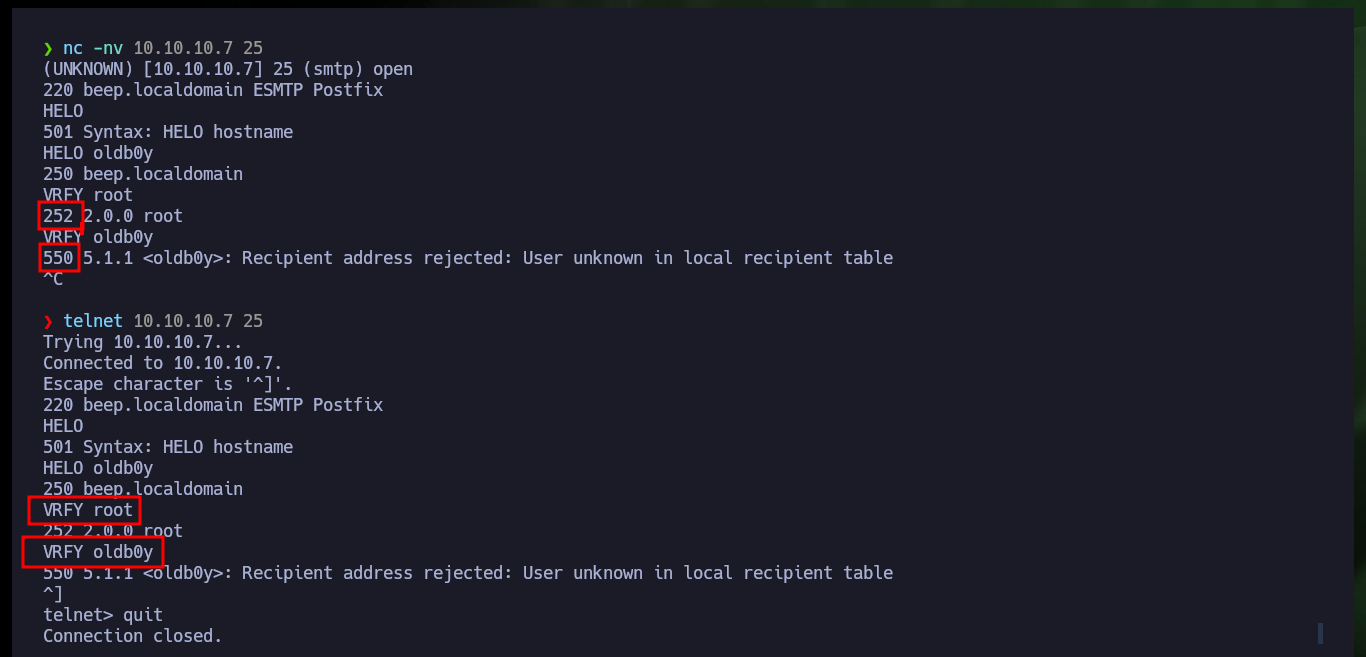 ❯ nc -nv 10.10.10.7 25
(UNKNOWN) [10.10.10.7] 25 (smtp) open
220 beep.localdomain ESMTP Postfix
HELO
501 Syntax: HELO hostname
HELO oldb0y
250 beep.localdomain
VRFY root
252 2.0.0 root
VRFY oldb0y
550 5.1.1 <oldb0y>: Recipient address rejected: User unknown in local recipient table
^C
❯ telnet 10.10.10.7 25
Trying 10.10.10.7...
Connected to 10.10.10.7.
Escape character is '^]'.
220 beep.localdomain ESMTP Postfix
HELO
501 Syntax: HELO hostname
HELO oldb0y
250 beep.localdomain
VRFY root
252 2.0.0 root
VRFY oldb0y
550 5.1.1 <oldb0y>: Recipient address rejected: User unknown in local recipient table
^]
telnet> quit
Connection closed.